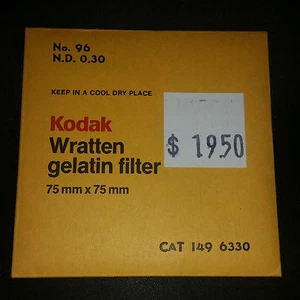 No. 96
N.D. 0.30
KEEP IN A COOL DRY PLACE
Kodak
Wratten
gelatin filter
75 mm x 75 mm
$ 1950
CAT 149 6330